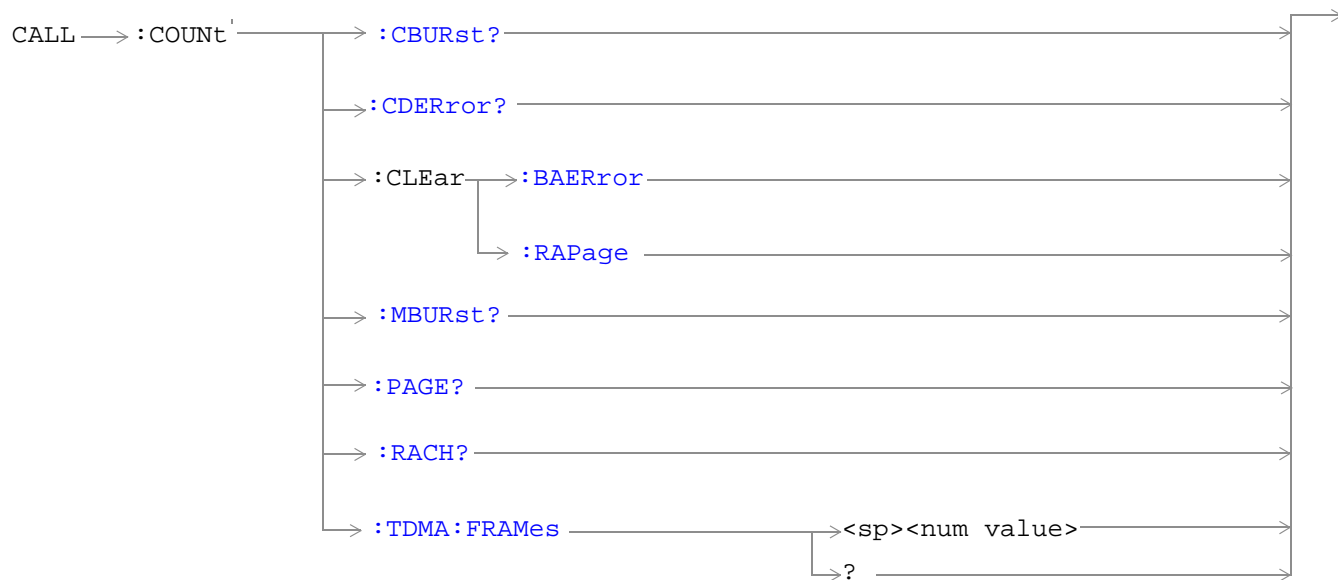 CALL :COUNt :CBURst?
:CDERror?
:CLEar :BAERror
:RAPage
:MBURst?
:PAGE?
:RACH?
:TDMA:FRAMes <sp><num value>
?